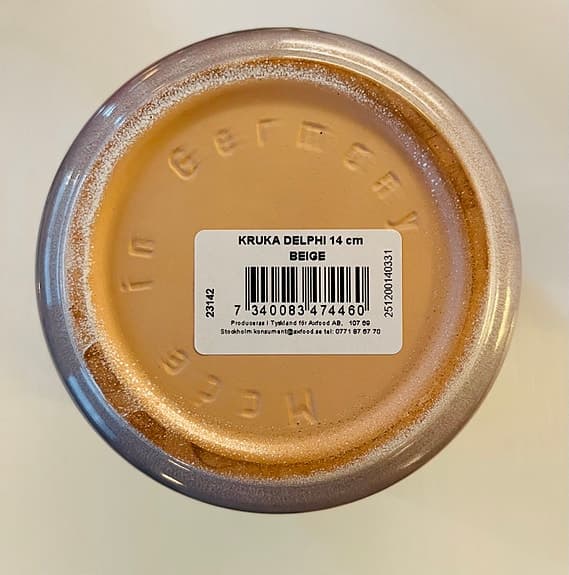 Made in Germany
KRUKA DELPHI 14 cm
BEIGE
23142
7 340083 474460
251200140331
Produceras i Tyskland för Axfood AB, 107 69
Stockholm konsument@axfood.se tel: 0771 87 67 70